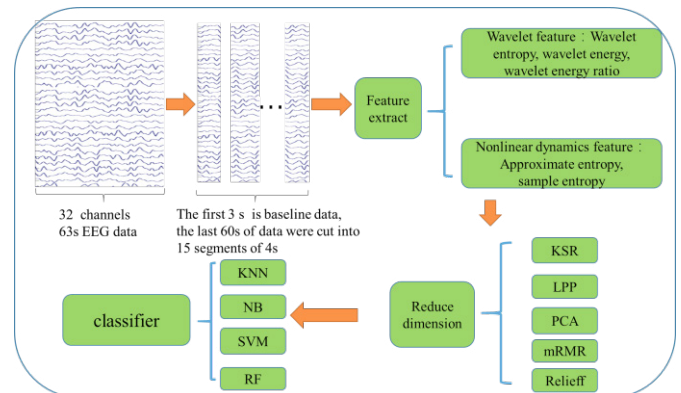 Wavelet feature：Wavelet
entropy, wavelet energy,
wavelet energy ratio
Feature
extract
Nonlinear dynamics feature：
Approximate entropy,
sample entropy
32 channels
63s EEG data
The first 3 s is baseline data,
the last 60s of data were cut into
15 segments of 4s
KSR
LPP
PCA
mRMR
Relieff
Reduce
dimension
KNN
NB
SVM
RF
classifier